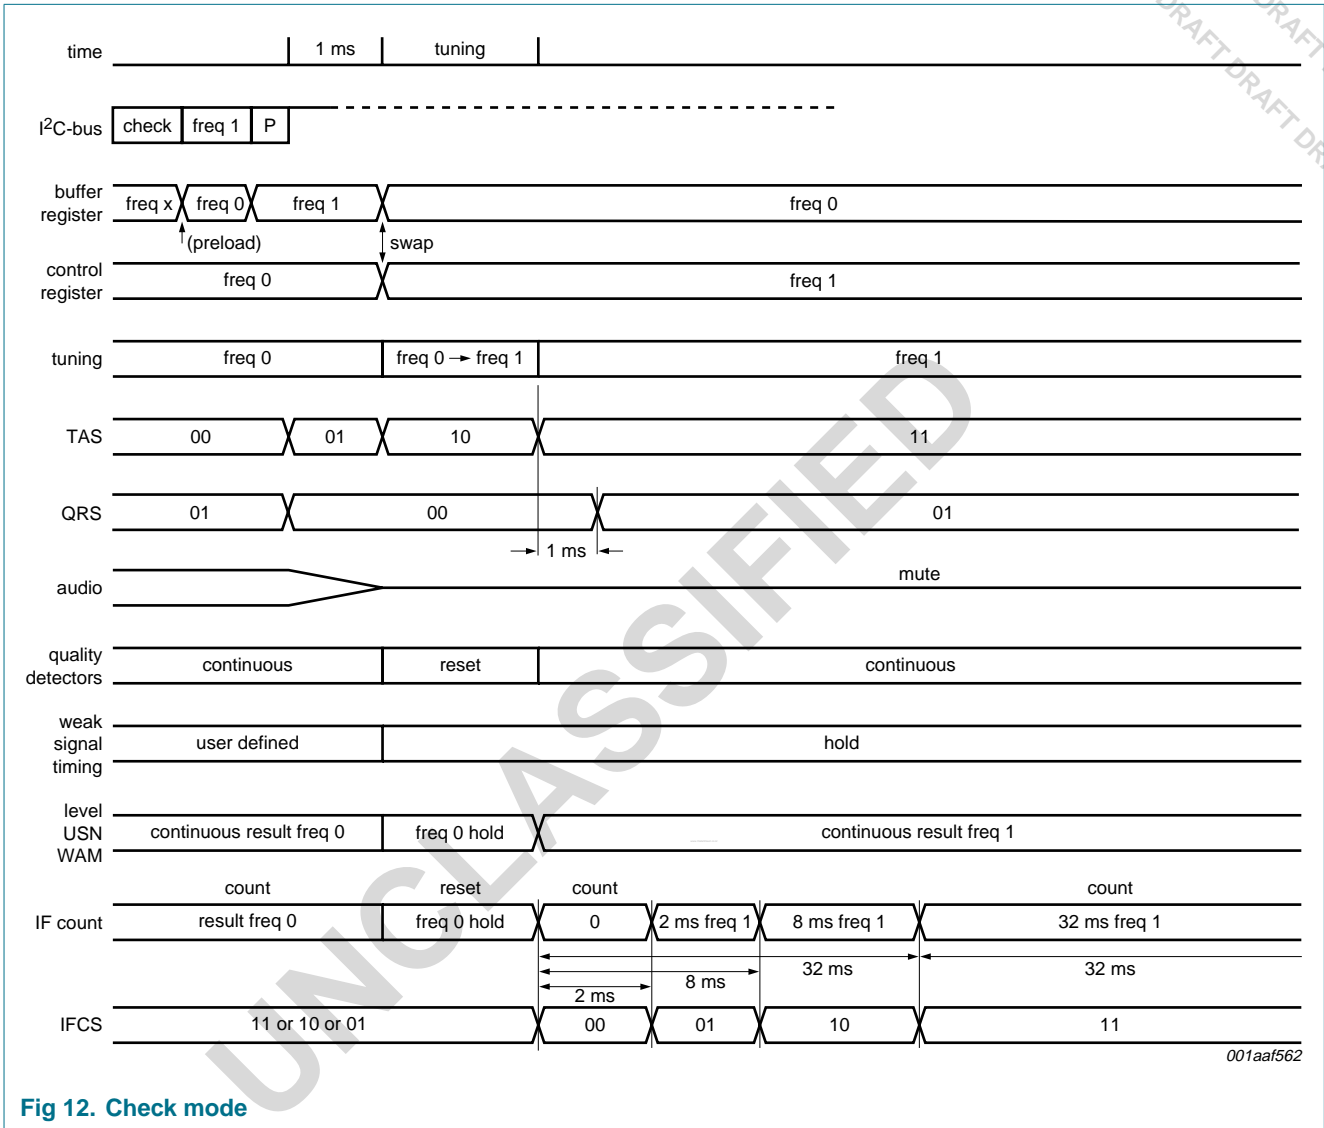 DRAFT DRAFT DRAFT
time 1 ms tuning
I2C-bus check freq 1 P
buffer register freq x freq 0 freq 1 freq 0
(preload) swap
control register freq 0 freq 1
tuning freq 0 → freq 0 → freq 1 freq 1
TAS 00 01 10 11
QRS 01 00 01
1 ms
audio mute
quality detectors continuous reset continuous
weak signal timing user defined hold
level USN WAM continuous result freq 0 freq 0 hold continuous result freq 1
count reset count count
IF count result freq 0 freq 0 hold 0 2 ms freq 1 8 ms freq 1 32 ms freq 1
32 ms 32 ms
8 ms
2 ms
IFCS 11 or 10 or 01 00 01 10 11
001aaf562
UNCLASSIFIED
Fig 12. Check mode